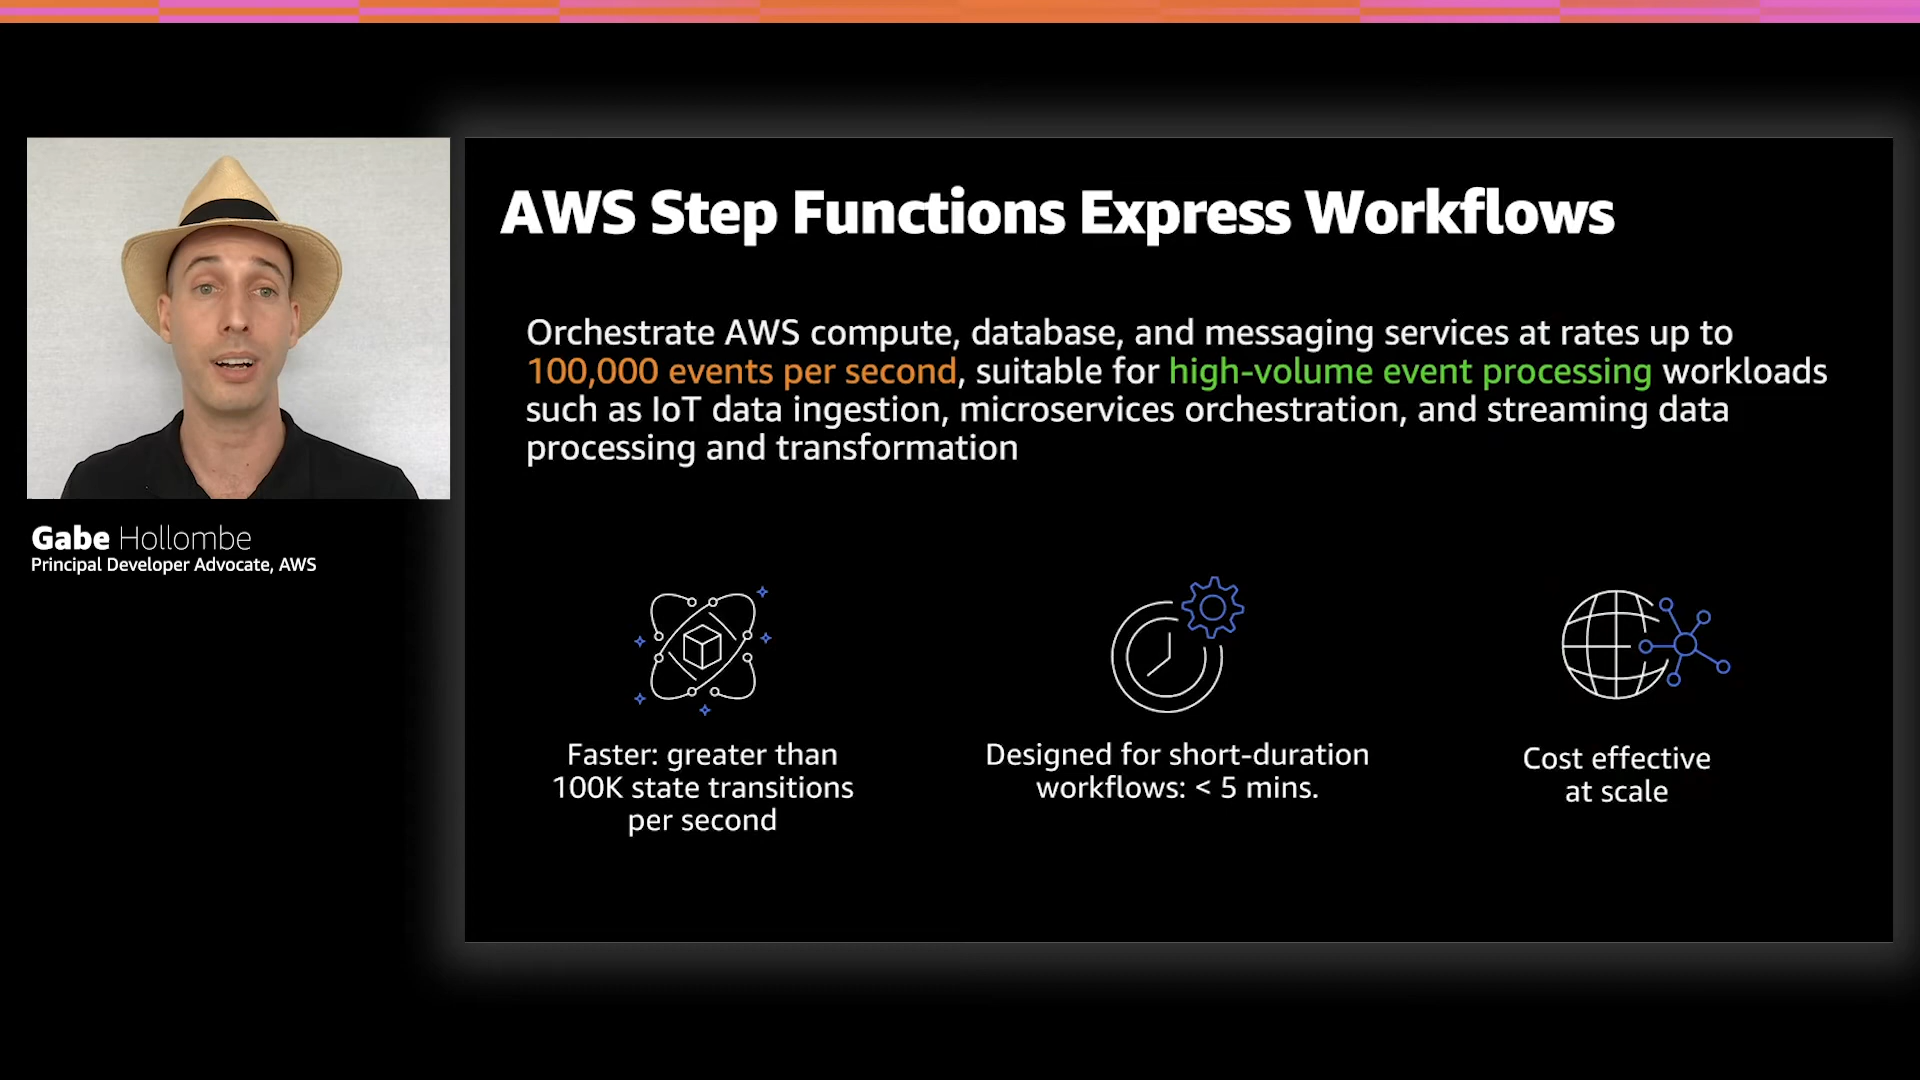 AWS Step Functions Express Workflows
Orchestrate AWS compute, database, and messaging services at rates up to
100,000 events per second, suitable for high-volume event processing workloads
such as IoT data ingestion, microservices orchestration, and streaming data
processing and transformation
Gabe Hollombe
Principal Developer Advocate, AWS
Faster: greater than
100K state transitions
per second
Designed for short-duration
workflows: < 5 mins.
Cost effective
at scale